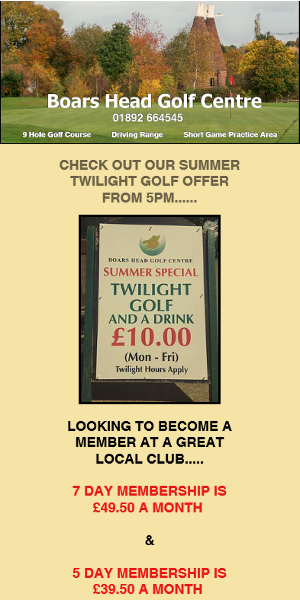 Boars Head Golf Centre
01892 664545
9 Hole Golf Course Driving Range Short Game Practice Area
CHECK OUT OUR SUMMER
TWILIGHT GOLF OFFER
FROM 5PM......
BOARS HEAD GOLF CENTRE
SUMMER SPECIAL
TWILIGHT
GOLF
AND A DRINK
£10.00
(Mon - Fri)
Twilight Hours Apply
LOOKING TO BECOME A
MEMBER AT A GREAT
LOCAL CLUB.....
7 DAY MEMBERSHIP IS
£49.50 A MONTH
&
5 DAY MEMBERSHIP IS
£39.50 A MONTH